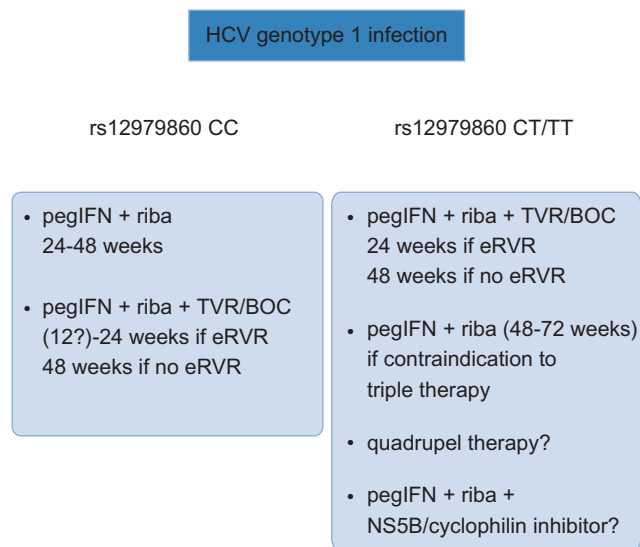 HCV genotype 1 infection
rs12979860 CC
• pegIFN + riba
24-48 weeks
• pegIFN + riba + TVR/BOC
(12?)-24 weeks if eRVR
48 weeks if no eRVR
rs12979860 CT/TT
• pegIFN + riba + TVR/BOC
24 weeks if eRVR
48 weeks if no eRVR
• pegIFN + riba (48-72 weeks)
if contraindication to
triple therapy
• quadrupel therapy?
• pegIFN + riba +
NS5B/cyclophilin inhibitor?